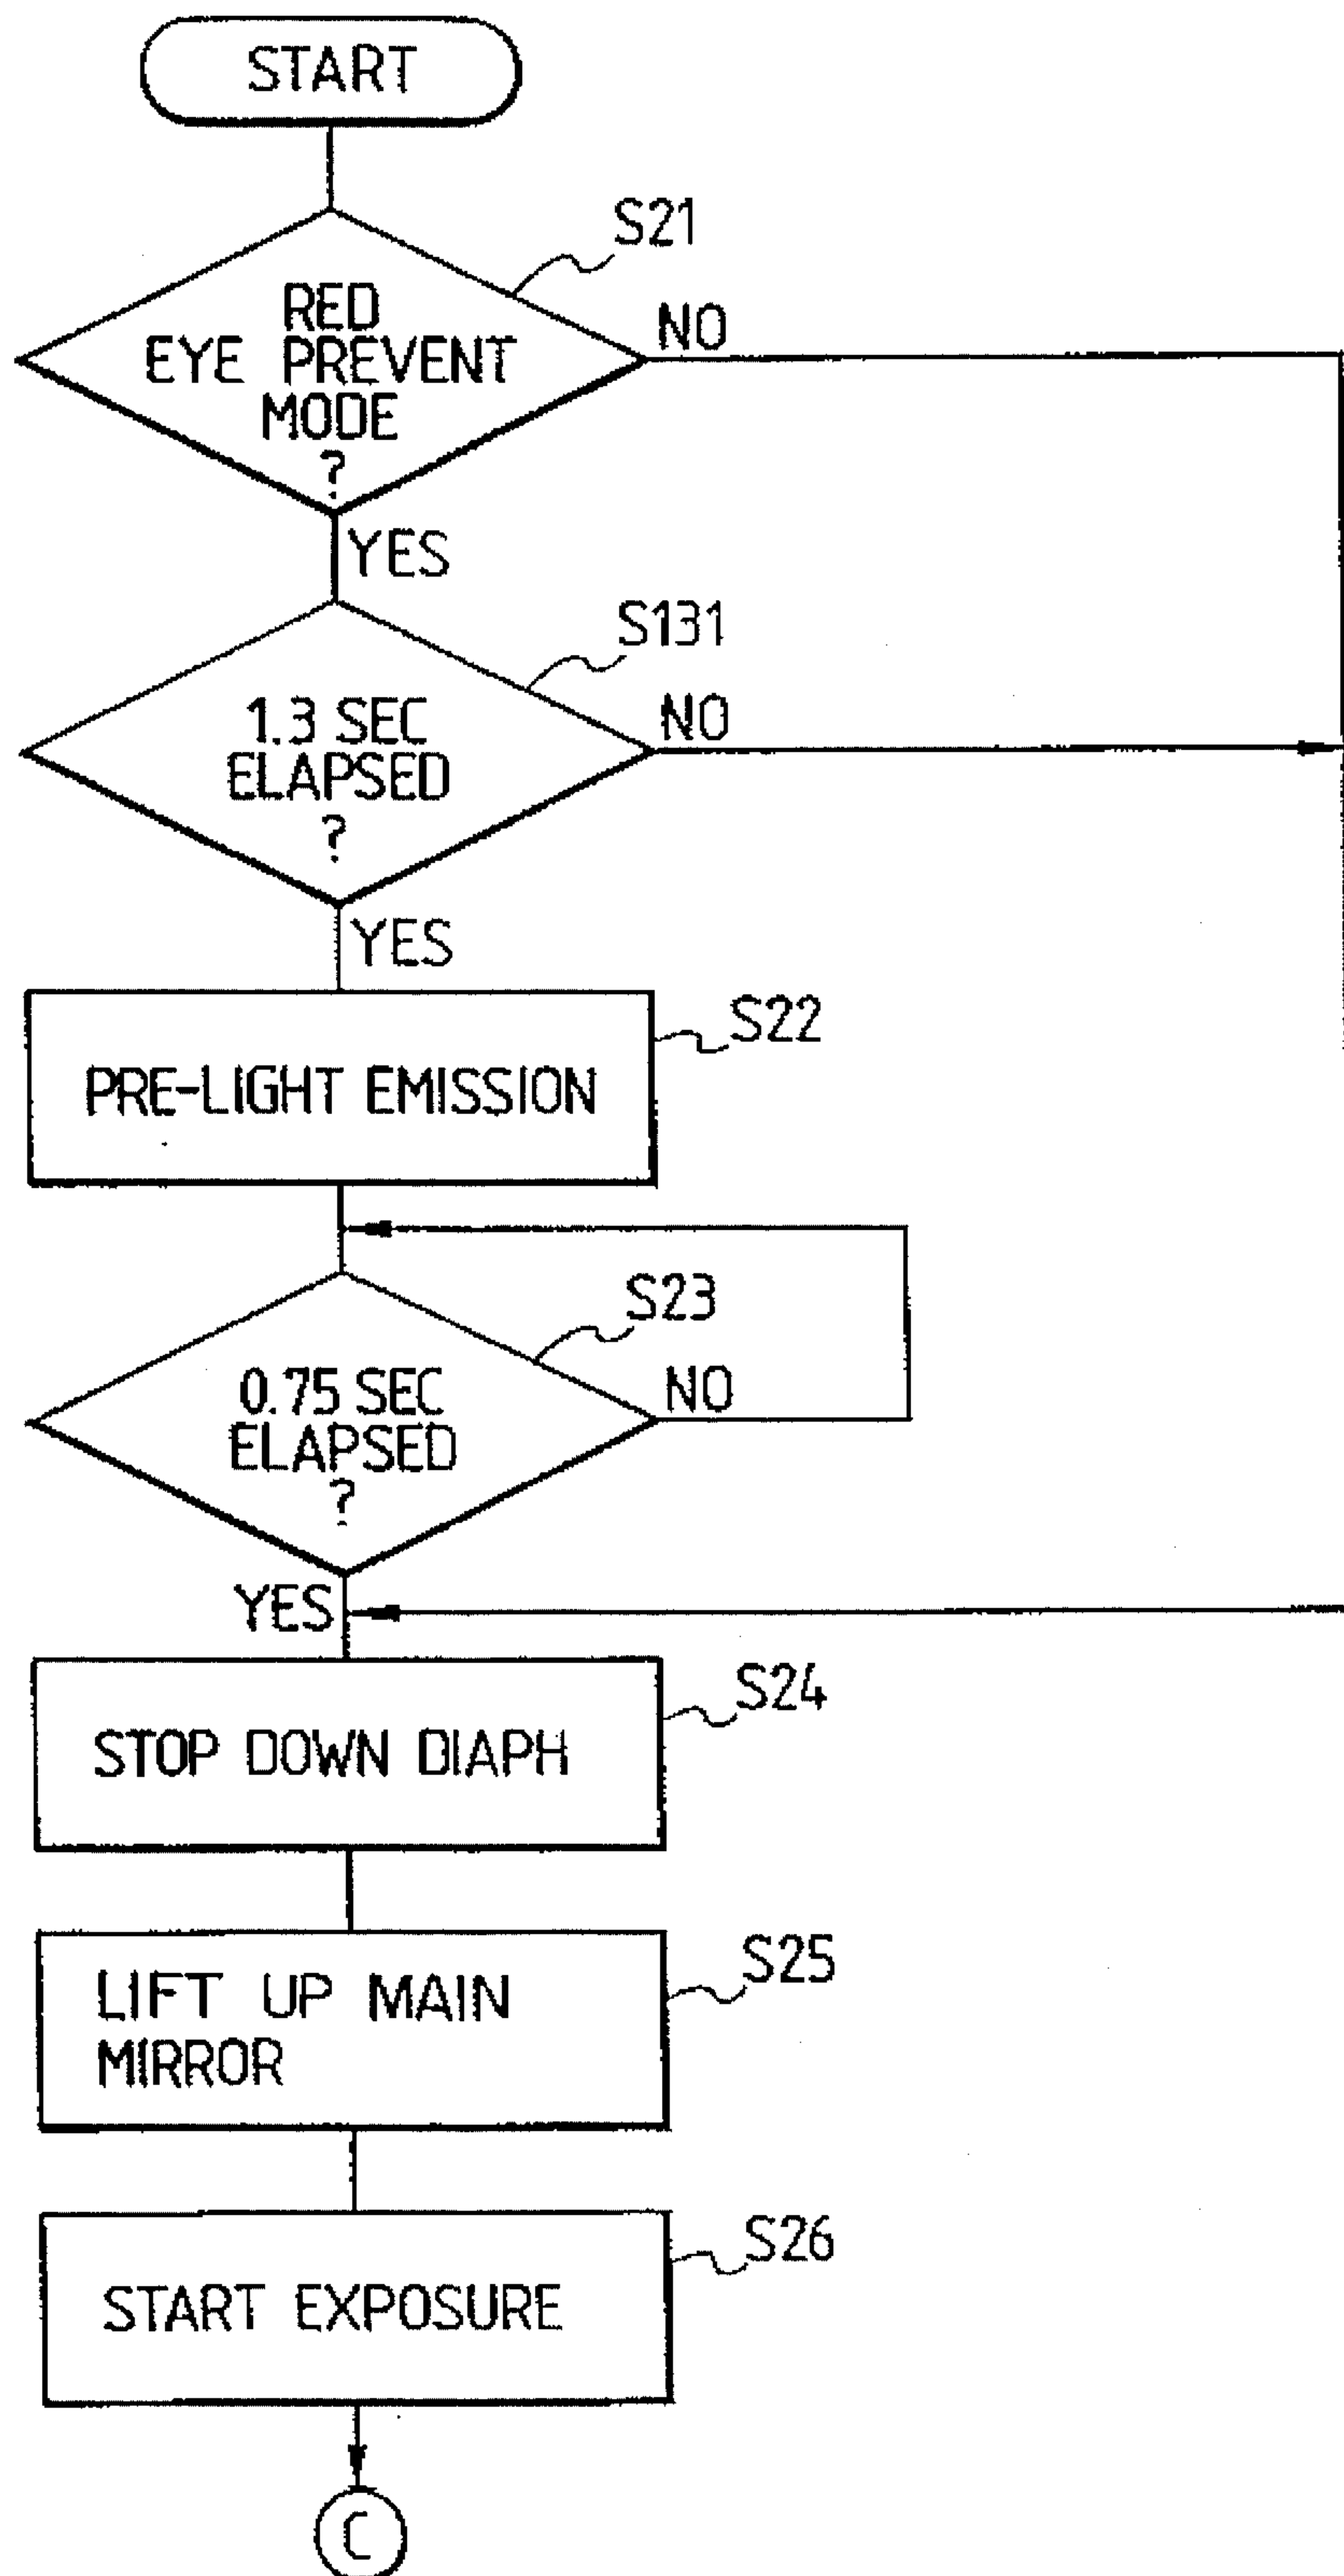 START
S21
RED
EYE PREVENT
MODE
?
NO
YES
S131
1.3 SEC
ELAPSED
?
NO
YES
S22
PRE-LIGHT EMISSION
S23
0.75 SEC
ELAPSED
?
NO
YES
S24
STOP DOWN DIAPH
S25
LIFT UP MAIN
MIRROR
S26
START EXPOSURE
C